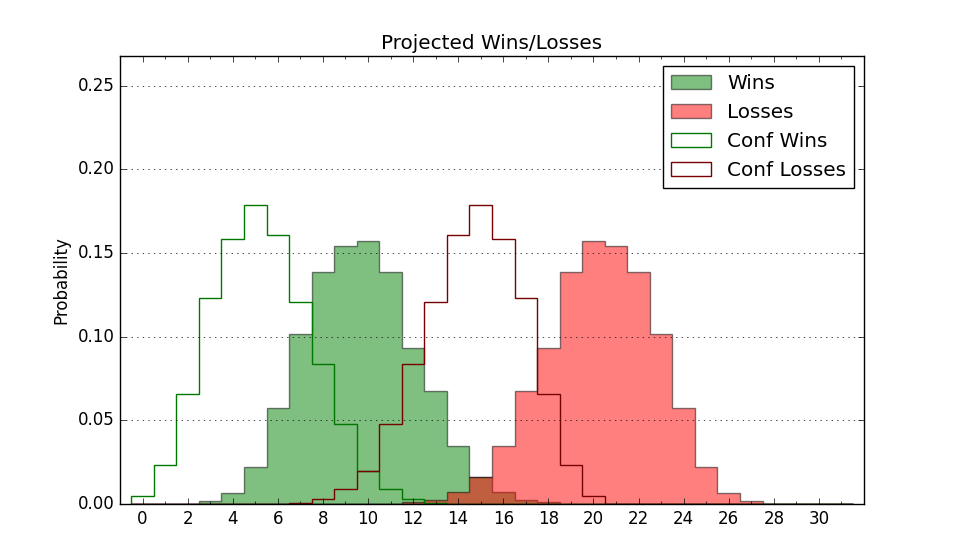 Projected Wins/Losses
Probability
0.25
0.20
0.15
0.10
0.05
0.00
0 2 4 6 8 10 12 14 16 18 20 22 24 26 28 30
Wins
Losses
Conf Wins
Conf Losses